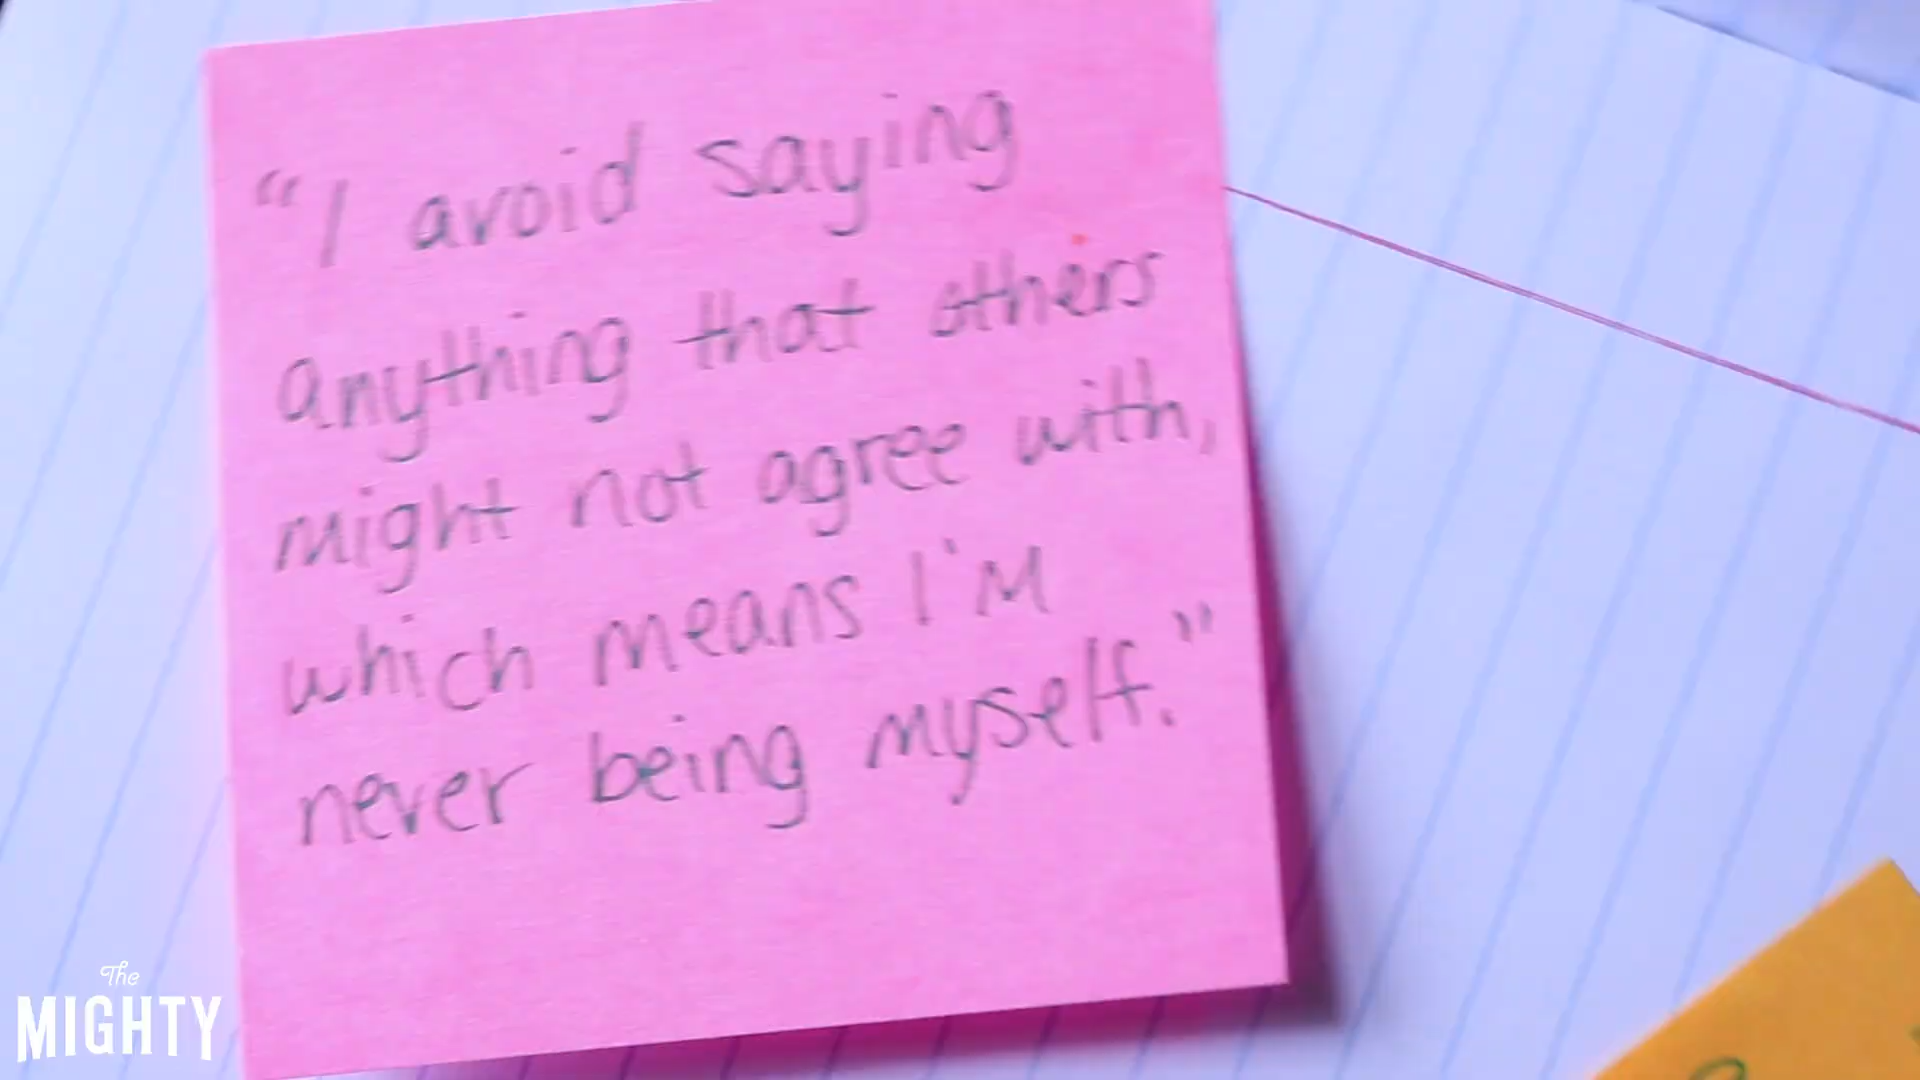 "I avoid saying
anything that others
might not agree with,
which means I'm
never being myself."
The
MIGHTY